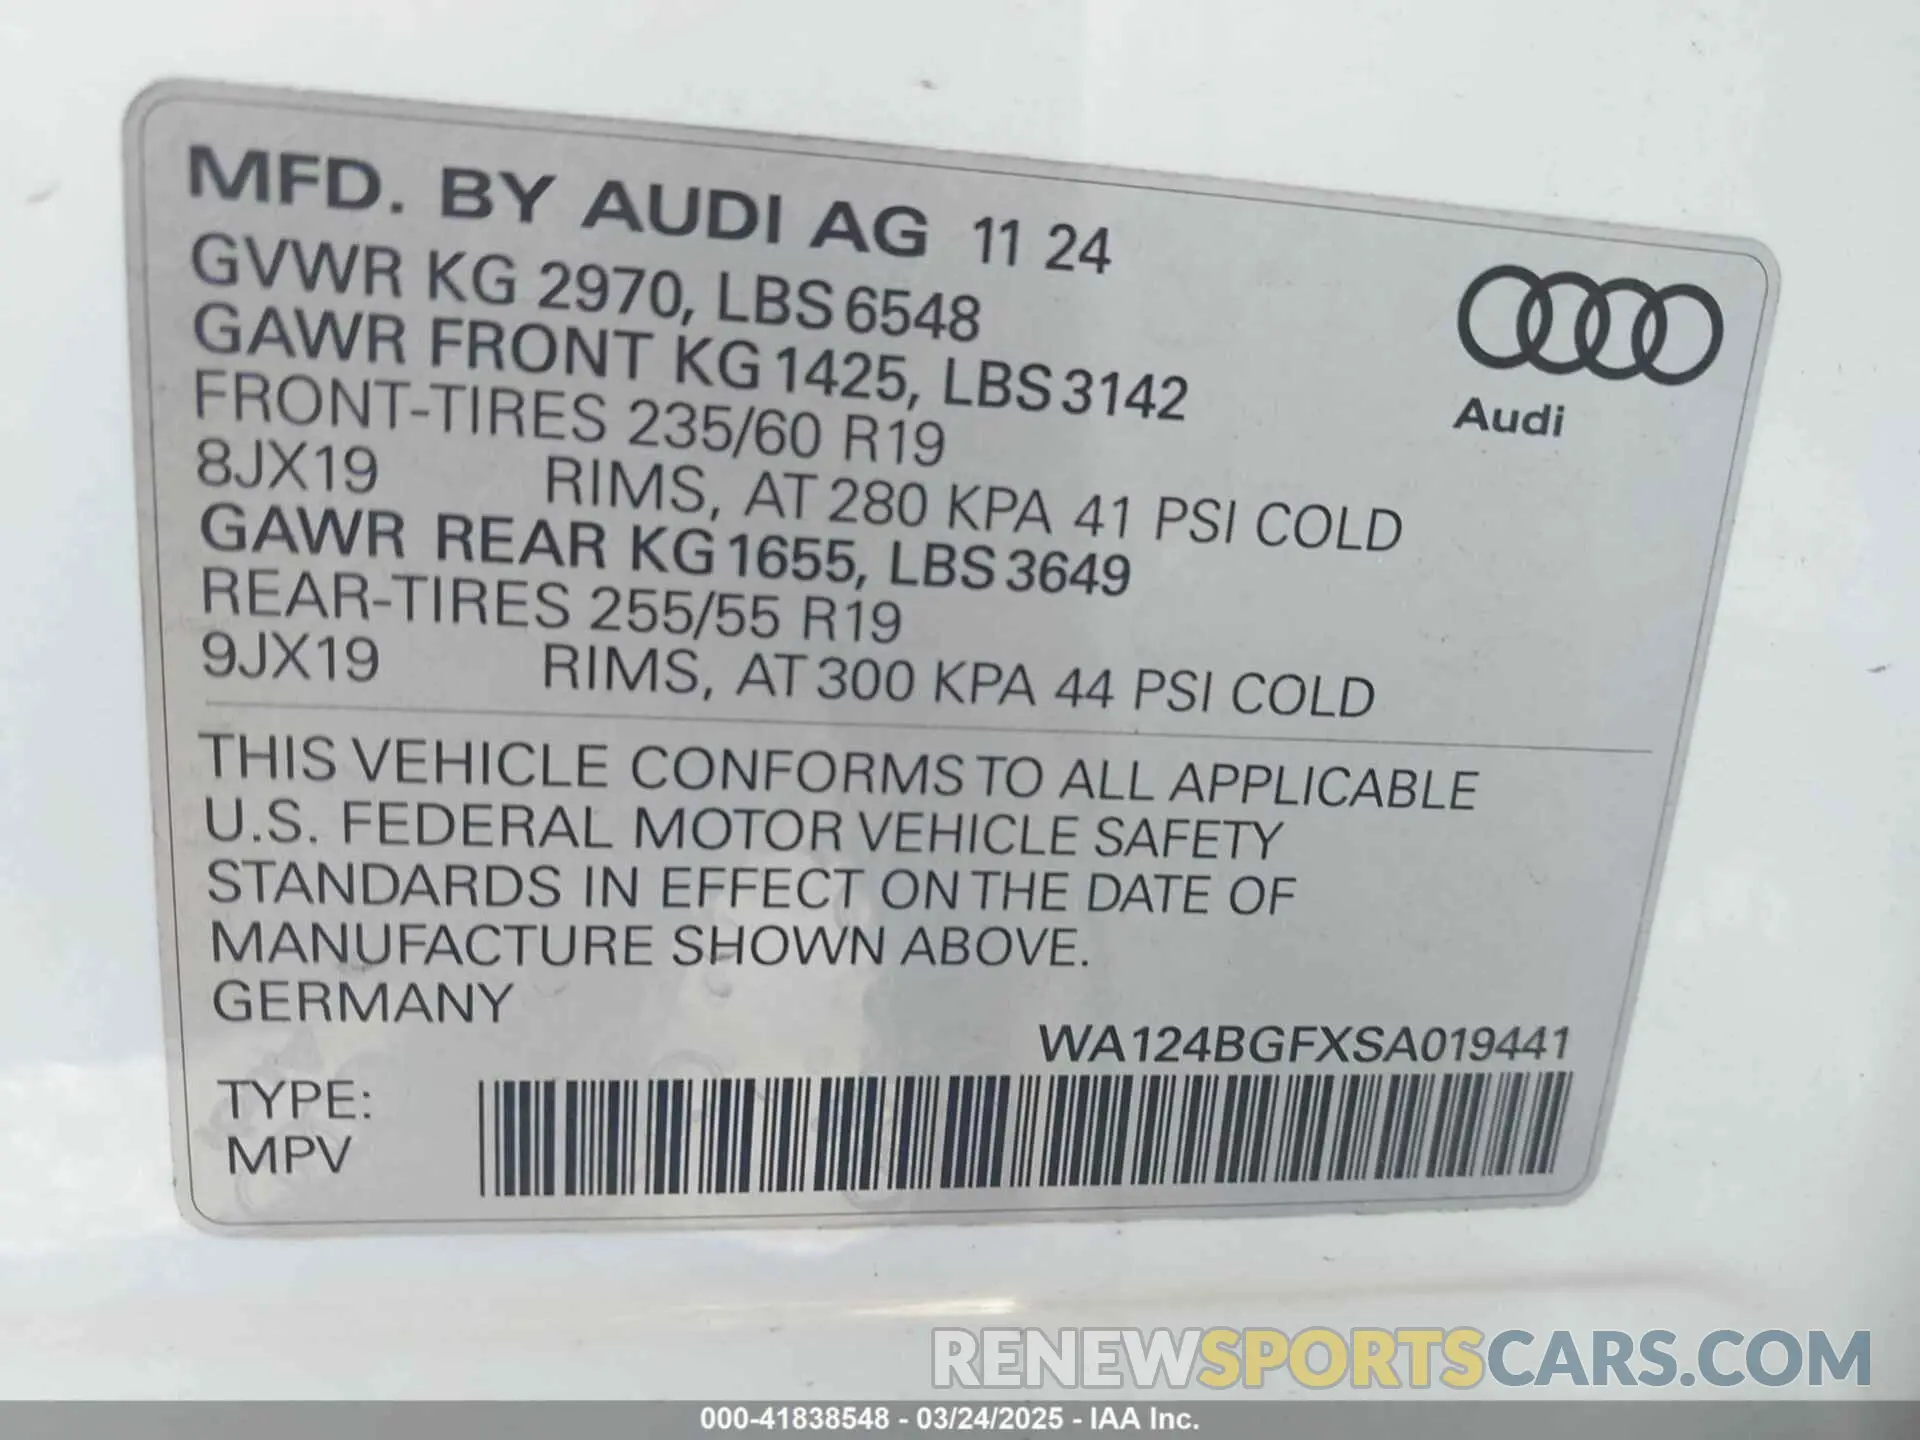 MFD. BY AUDI AG 11 24
GVWR KG 2970, LBS 6548
GAWR FRONT KG 1425, LBS 3142
FRONT-TIRES 235/60 R19
8JX19 RIMS, AT 280 KPA 41 PSI COLD
GAWR REAR KG 1655, LBS 3649
REAR-TIRES 255/55 R19
9JX19 RIMS, AT 300 KPA 44 PSI COLD
Audi
THIS VEHICLE CONFORMS TO ALL APPLICABLE
U.S. FEDERAL MOTOR VEHICLE SAFETY
STANDARDS IN EFFECT ON THE DATE OF
MANUFACTURE SHOWN ABOVE.
GERMANY
WA124BGFXSA019441
TYPE:
MPV
RENEWSPORTSCARS.COM
000-41838548 - 03/24/2025 - IAA Inc.